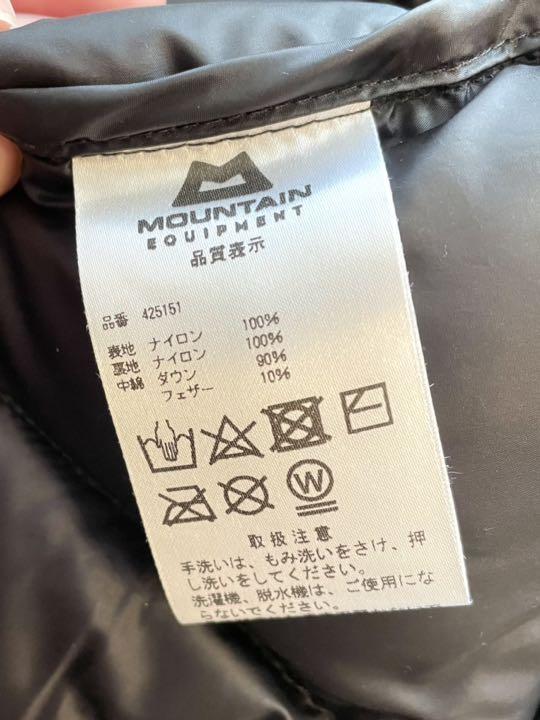 MOUNTAIN
EQUIPMENT
品質表示
品番 425151
表地 ナイロン 100%
裏地 ナイロン 100%
中綿 ダウン 90%
フェザー 10%
W
取扱注意
手洗いは、もみ洗いをさけ、押
し洗いをしてください。
洗濯機、脱水機は、ご使用にな
らないでください。